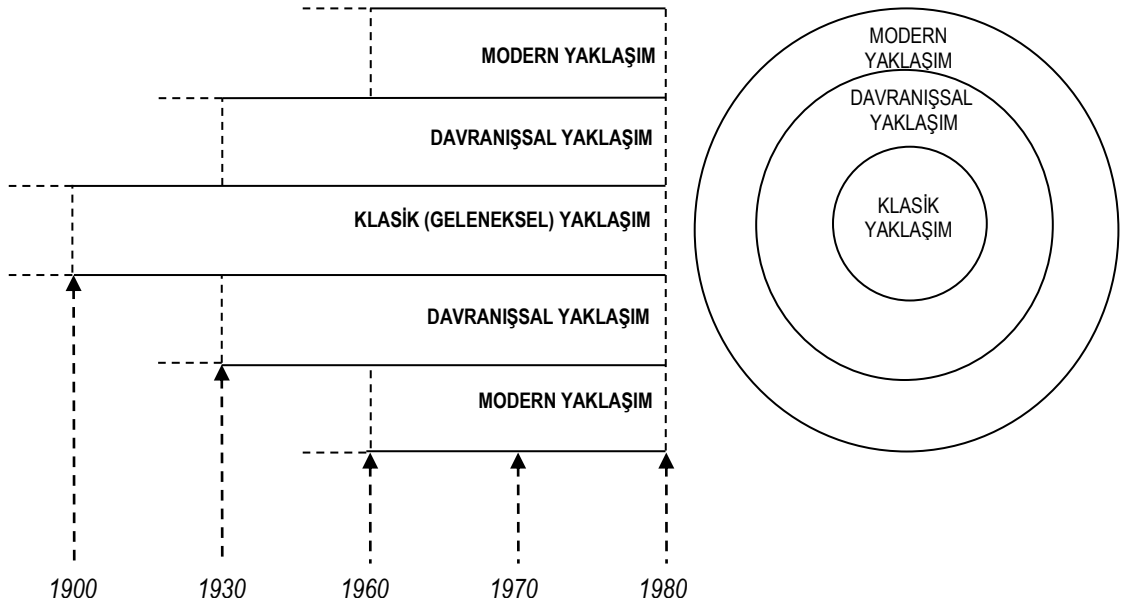 MODERN YAKLAŞIM
DAVRANIŞSAL YAKLAŞIM
KLASİK (GELENEKSEL) YAKLAŞIM
DAVRANIŞSAL YAKLAŞIM
MODERN YAKLAŞIM
1900 1930 1960 1970 1980
MODERN
YAKLAŞIM
DAVRANIŞSAL
YAKLAŞIM
KLASİK
YAKLAŞIM